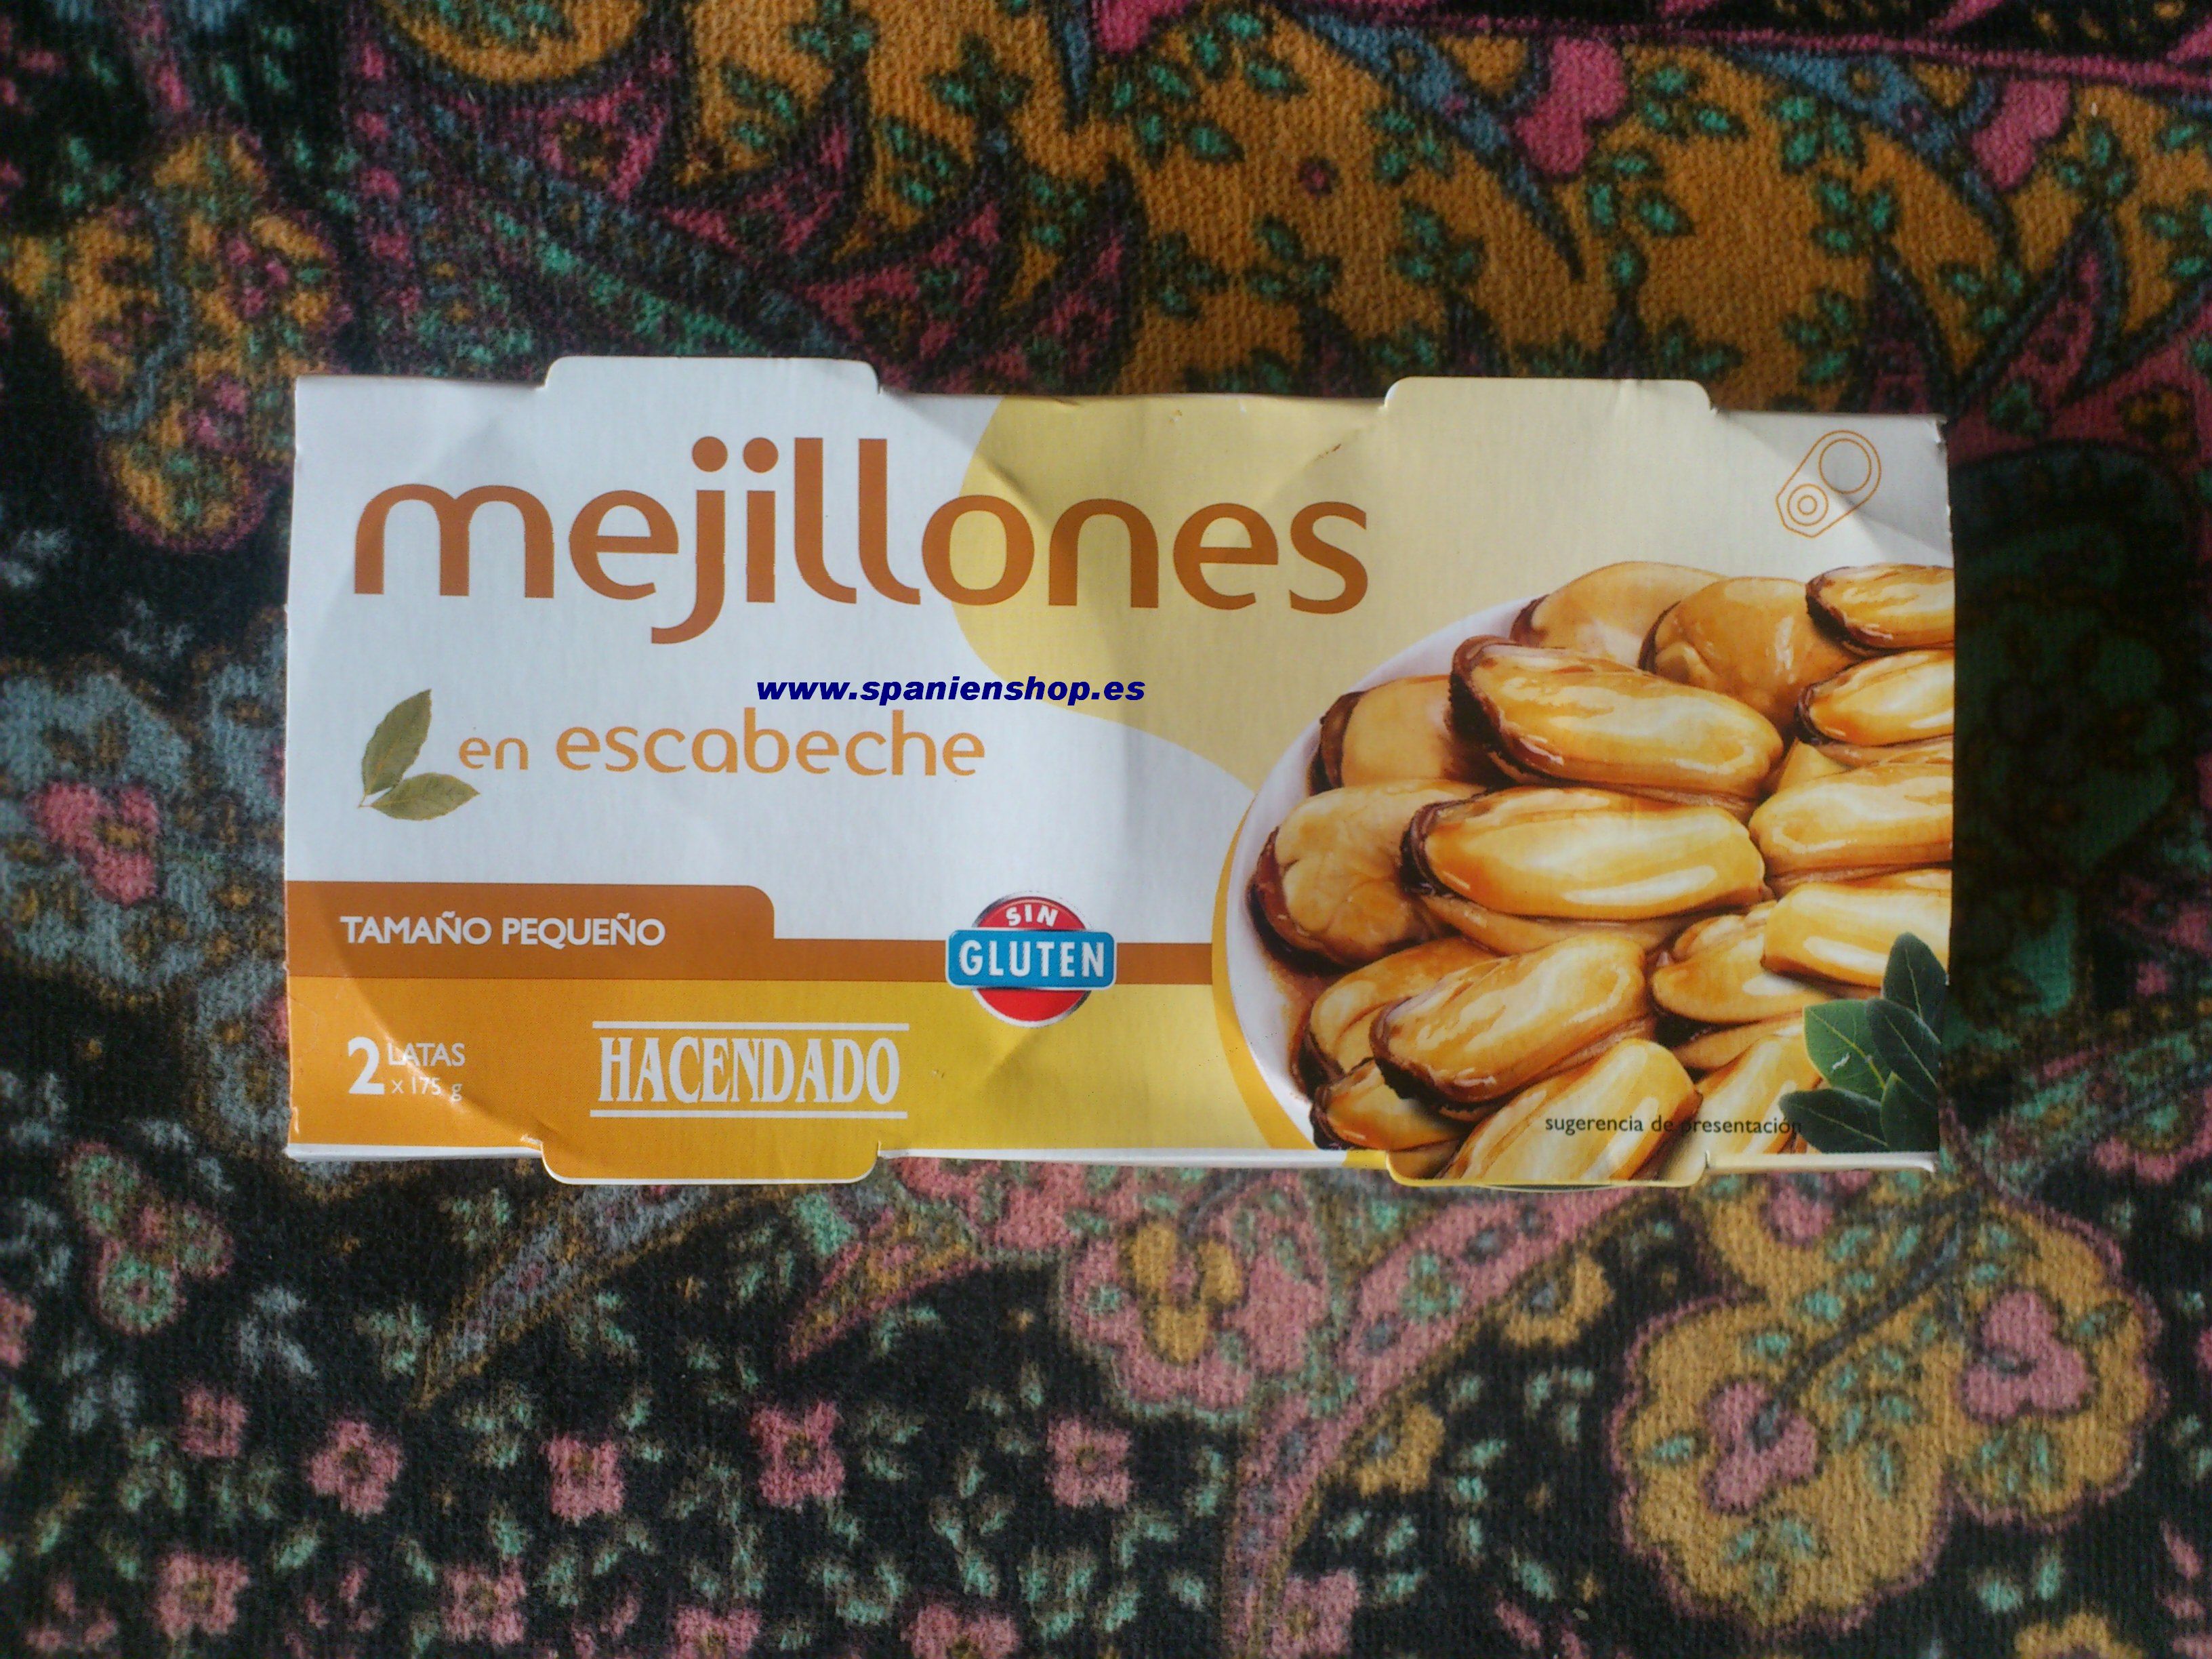 mejillones
www.spanienshop.es
en escabeche
TAMAÑO PEQUEÑO
SIN
GLUTEN
2 LATAS
x 175 g
HACENDADO
sugerencia de presentación